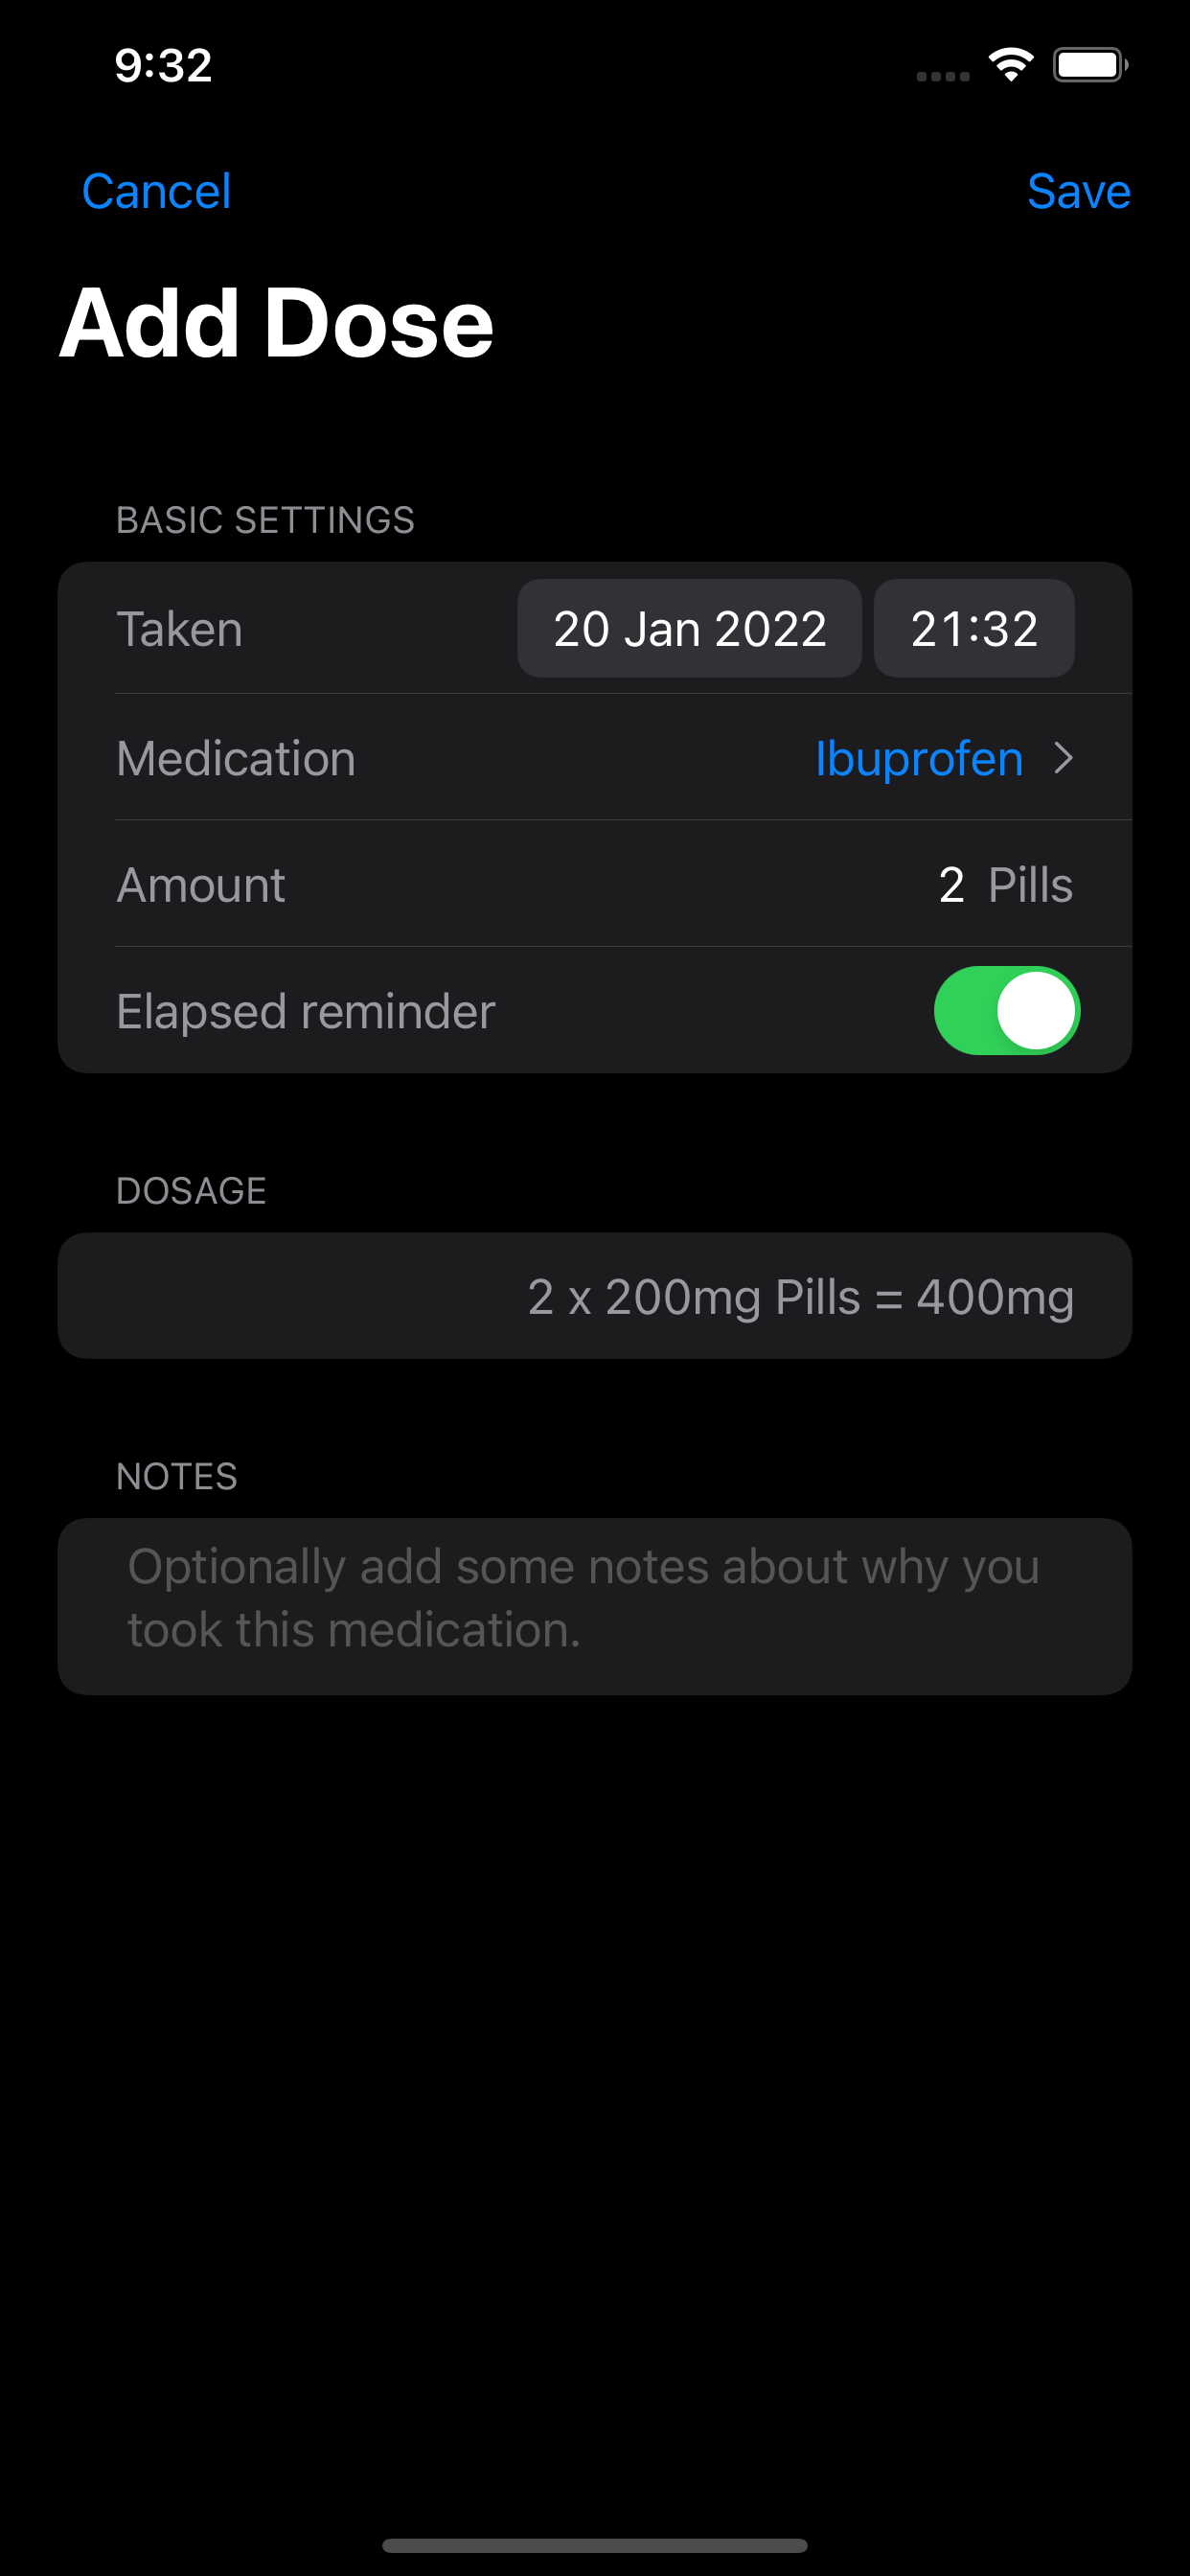 9:32
Cancel Save
Add Dose
BASIC SETTINGS
Taken 20 Jan 2022 21:32
Medication Ibuprofen
Amount 2 Pills
Elapsed reminder
DOSAGE
2 x 200mg Pills = 400mg
NOTES
Optionally add some notes about why you
took this medication.